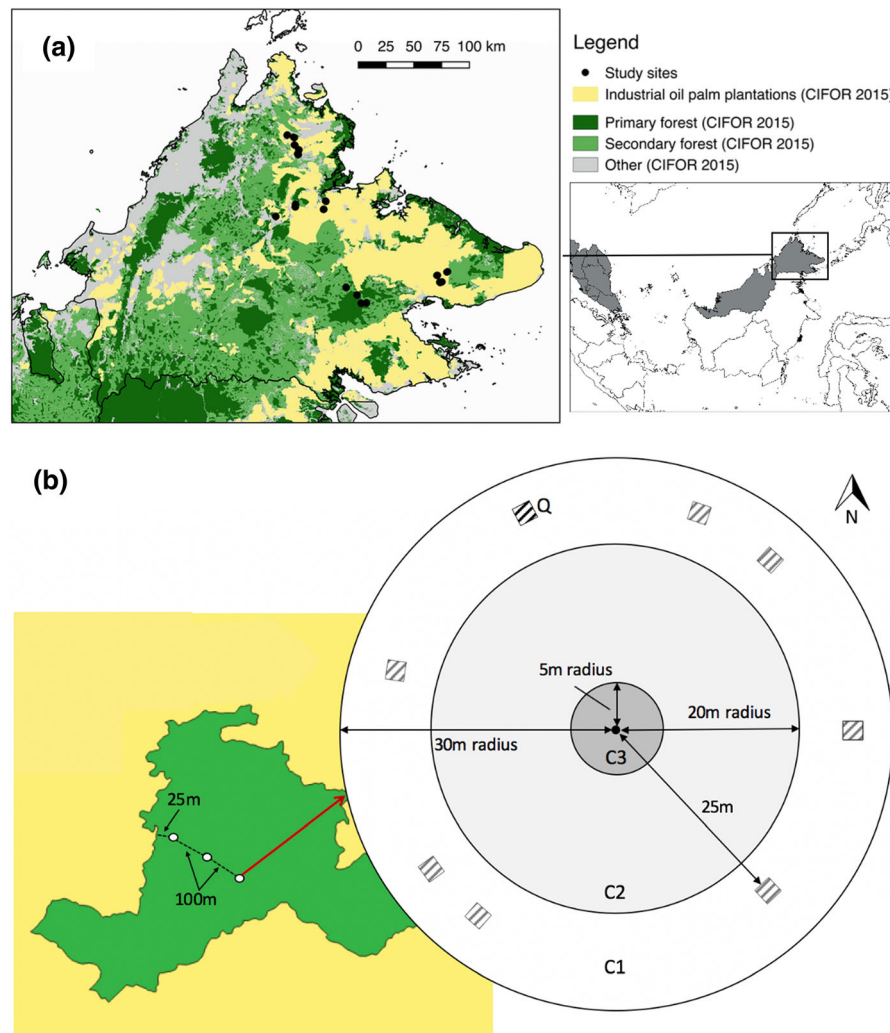 (a)
0 25 50 75 100 km
Legend
Study sites
Industrial oil palm plantations (CIFOR 2015)
Primary forest (CIFOR 2015)
Secondary forest (CIFOR 2015)
Other (CIFOR 2015)
(b)
Q
N
5m radius
20m radius
30m radius
C3
25m
25m
100m
C2
C1